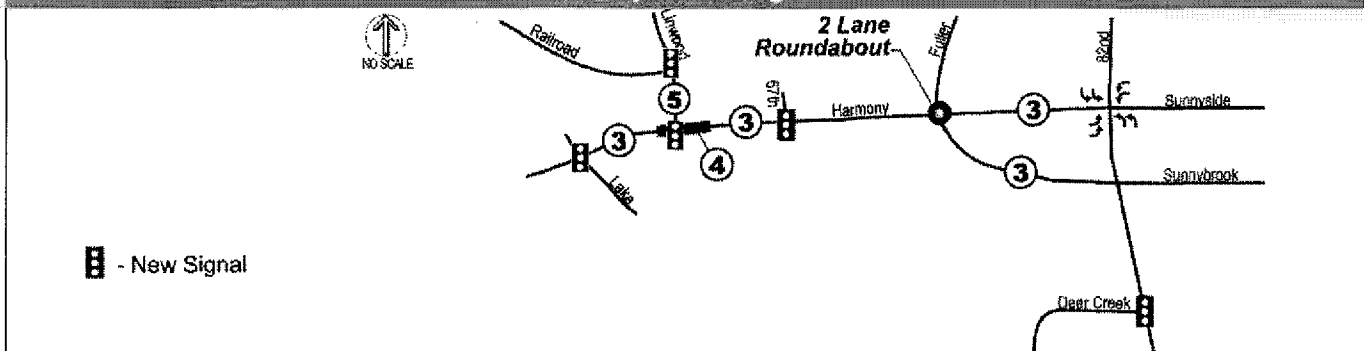 NO SCALE
Railroad
Linwood
2 Lane
Roundabout
Fuller
82nd
67th
5
3
3
Harmony
3
Sunnyside
4
3
Sunnybrook
Lake
- New Signal
Deer Creek